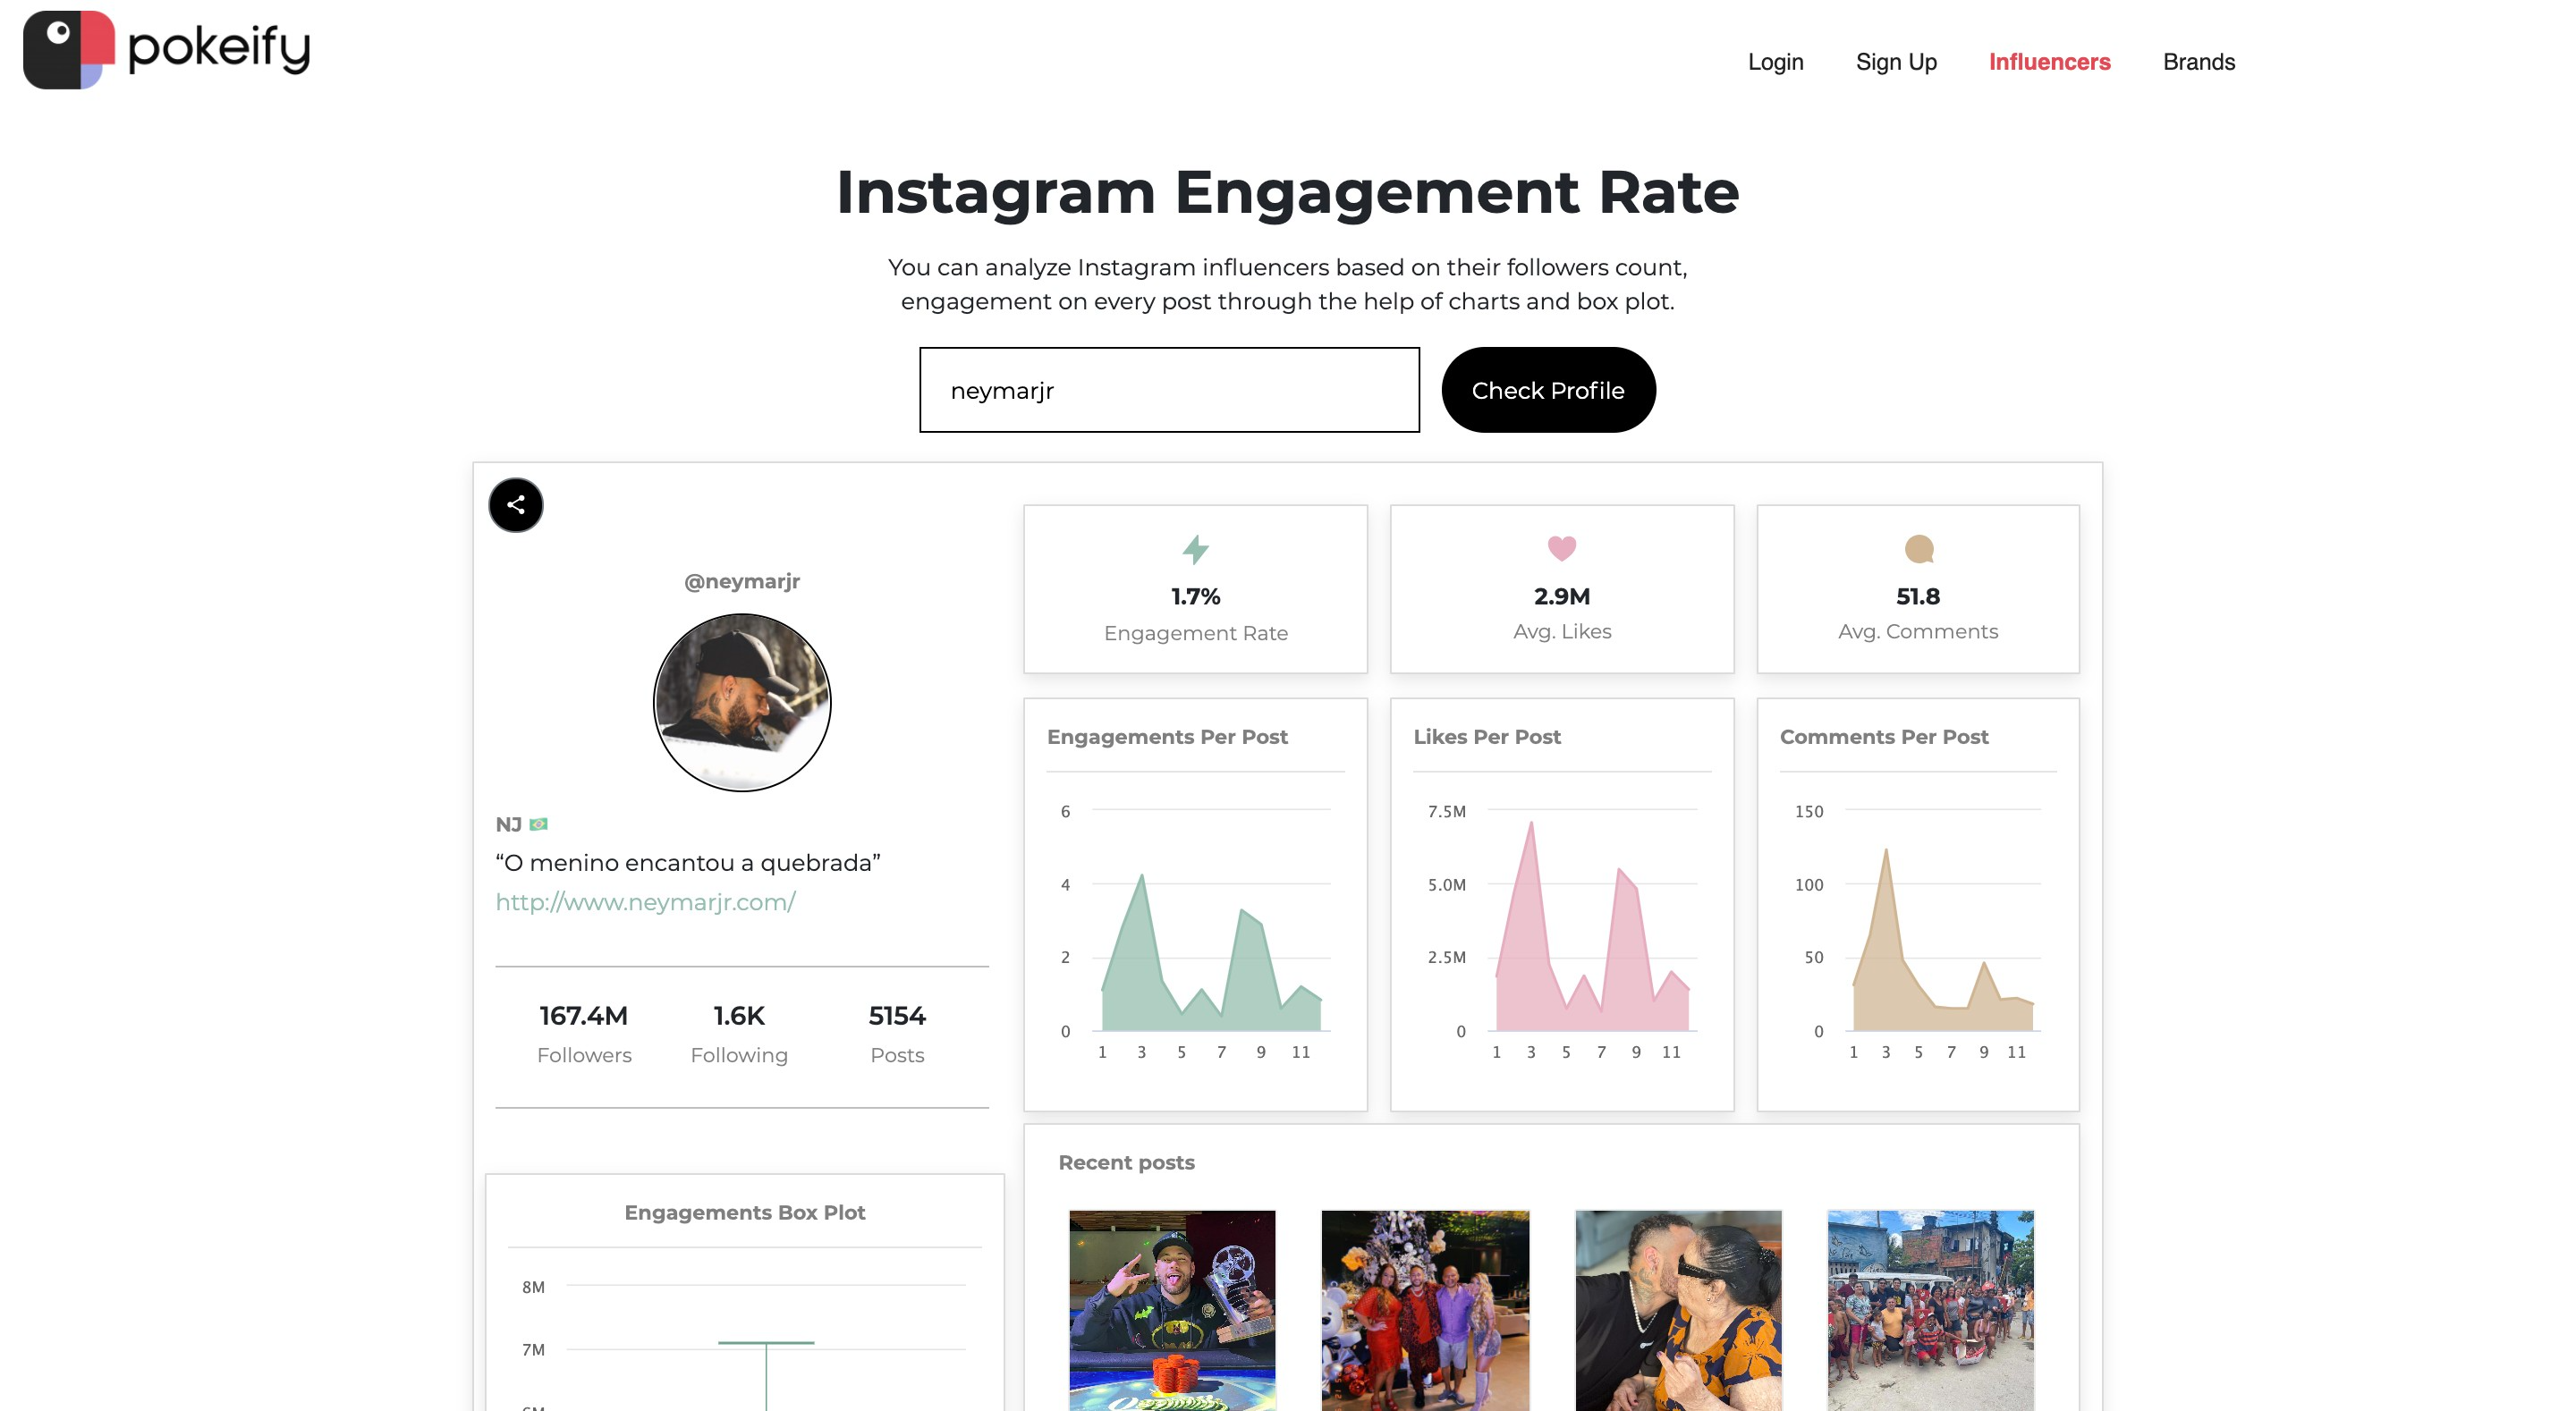 pokeify
Login Sign Up Influencers Brands
Instagram Engagement Rate
You can analyze Instagram influencers based on their followers count,
engagement on every post through the help of charts and box plot.
neymarjr
Check Profile
@neymarjr
NJ 🇧🇷
“O menino encantou a quebrada”
http://www.neymarjr.com/
167.4M 1.6K 5154
Followers Following Posts
Engagements Box Plot
8M
7M
1.7%
Engagement Rate
2.9M
Avg. Likes
51.8
Avg. Comments
Engagements Per Post
6
4
2
0
1 3 5 7 9 11
Likes Per Post
7.5M
5.0M
2.5M
0
1 3 5 7 9 11
Comments Per Post
150
100
50
0
1 3 5 7 9 11
Recent posts